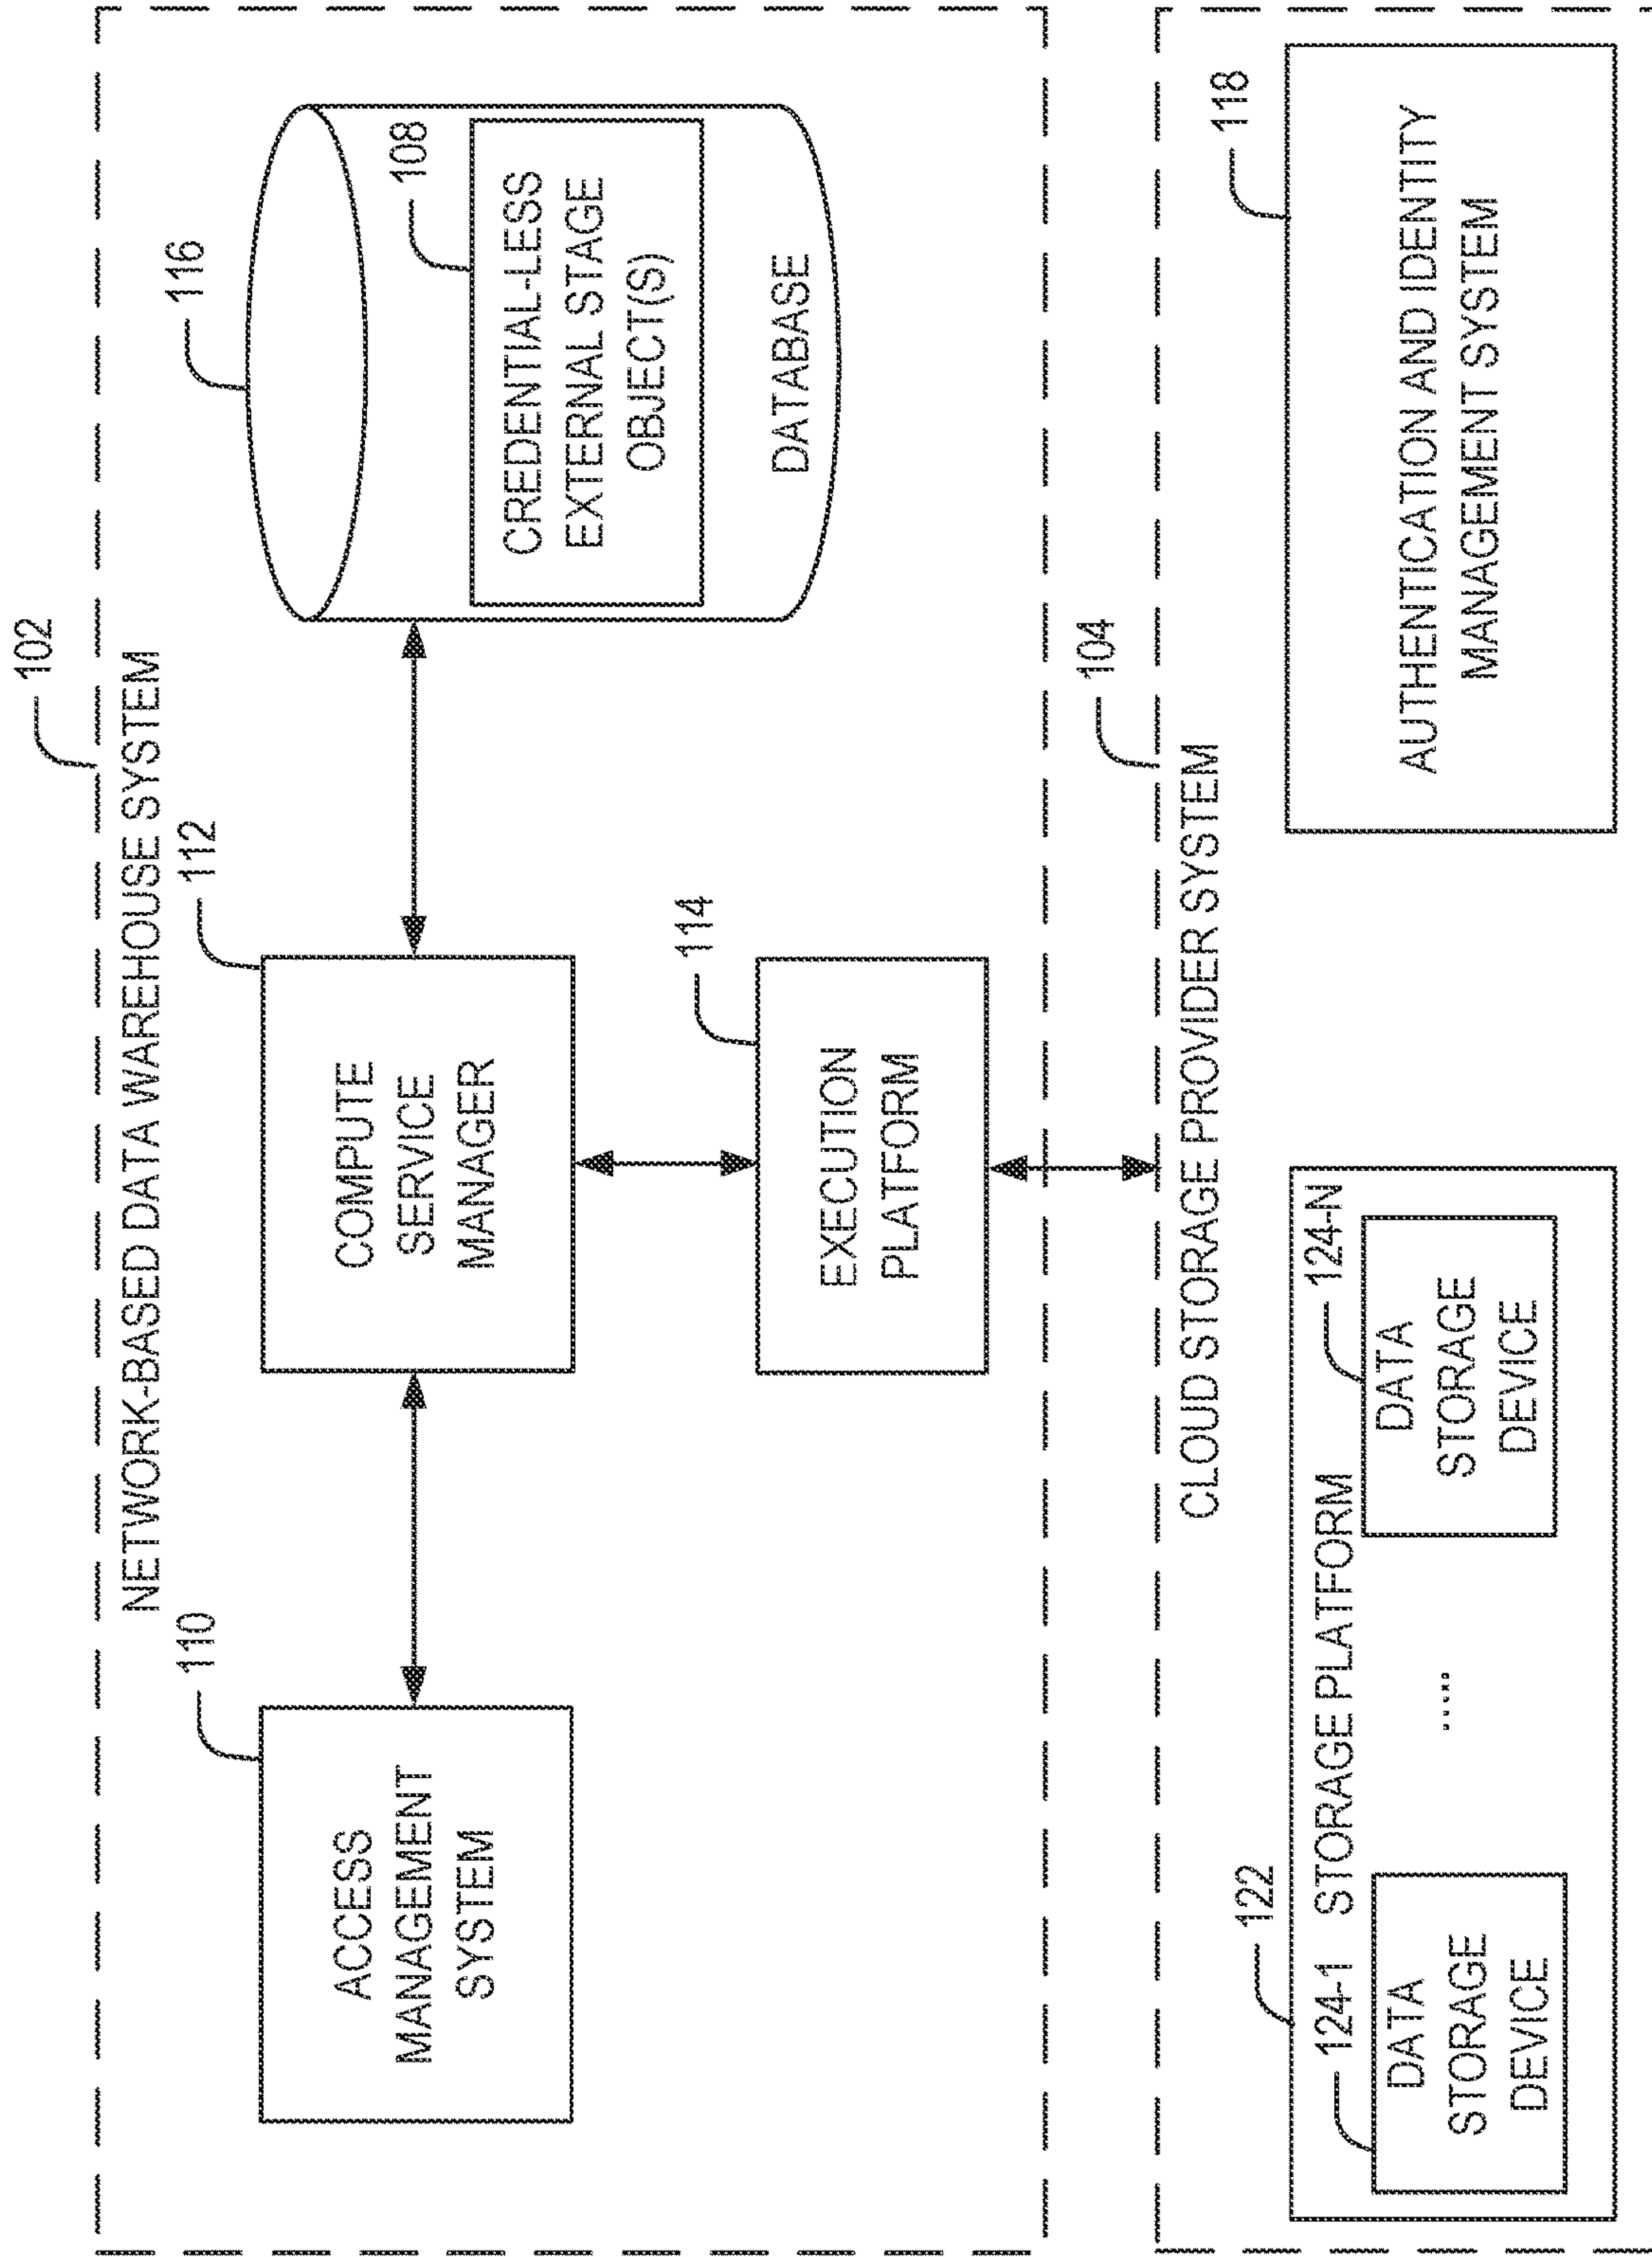 102
NETWORK-BASED DATA WAREHOUSE SYSTEM
110
ACCESS
MANAGEMENT
SYSTEM
112
COMPUTE
SERVICE
MANAGER
116
108
CREDENTIAL-LESS
EXTERNAL STAGE
OBJECT(S)
DATABASE
114
EXECUTION
PLATFORM
104
CLOUD STORAGE PROVIDER SYSTEM
122
124-1
STORAGE PLATFORM
124-N
DATA
STORAGE
DEVICE
....
DATA
STORAGE
DEVICE
118
AUTHENTICATION AND IDENTITY
MANAGEMENT SYSTEM